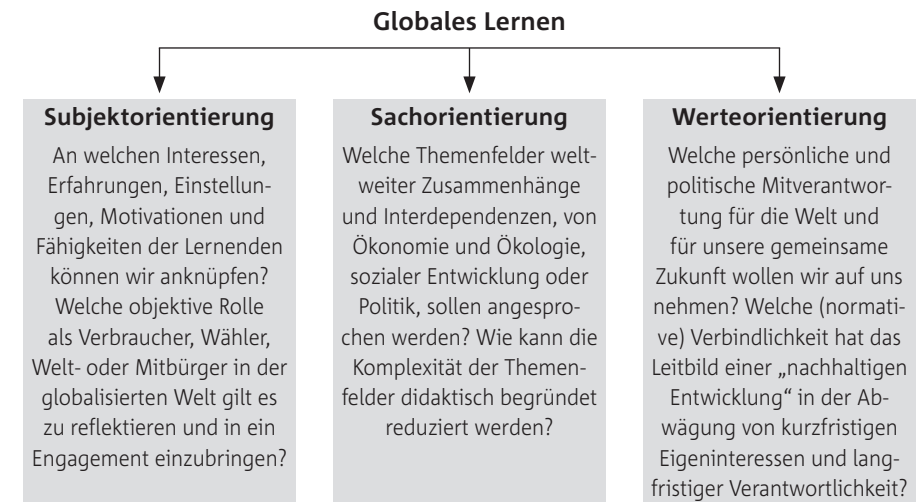 Globales Lernen
Subjektorientierung
An welchen Interessen,
Erfahrungen, Einstellun-
gen, Motivationen und
Fähigkeiten der Lernenden
können wir anknüpfen?
Welche objektive Rolle
als Verbraucher, Wähler,
Welt- oder Mitbürger in der
globalisierten Welt gilt es
zu reflektieren und in ein
Engagement einzubringen?
Sachorientierung
Welche Themenfelder welt-
weiter Zusammenhänge
und Interdependenzen, von
Ökonomie und Ökologie,
sozialer Entwicklung oder
Politik, sollen angespro-
chen werden? Wie kann die
Komplexität der Themen-
felder didaktisch begründet
reduziert werden?
Werteorientierung
Welche persönliche und
politische Mitverantwor-
tung für die Welt und
für unsere gemeinsame
Zukunft wollen wir auf uns
nehmen? Welche (normati-
ve) Verbindlichkeit hat das
Leitbild einer „nachhaltigen
Entwicklung“ in der Ab-
wägung von kurzfristigen
Eigeninteressen und lang-
fristiger Verantwortlichkeit?